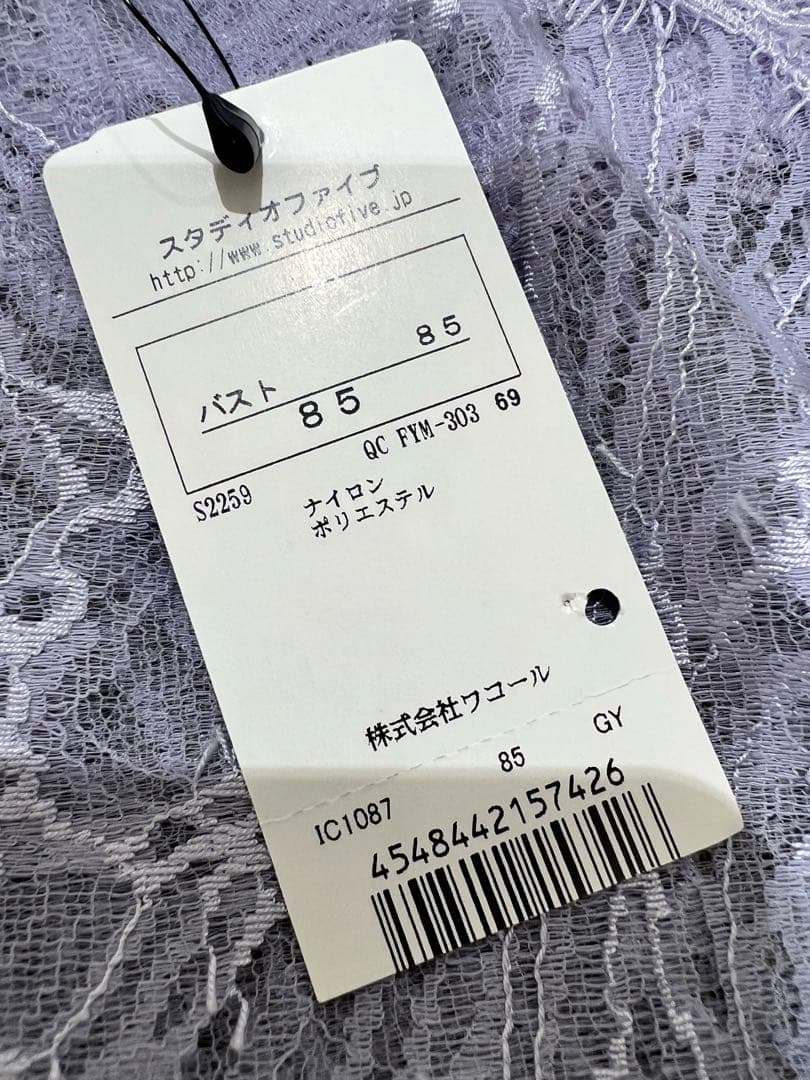 スタディオファイブ
http://www.studiofive.jp
バスト 85
85
S2259 QC FYM-303 69
ナイロン
ポリエステル
株式会社ワコール
IC1087 85 GY
4548442157426